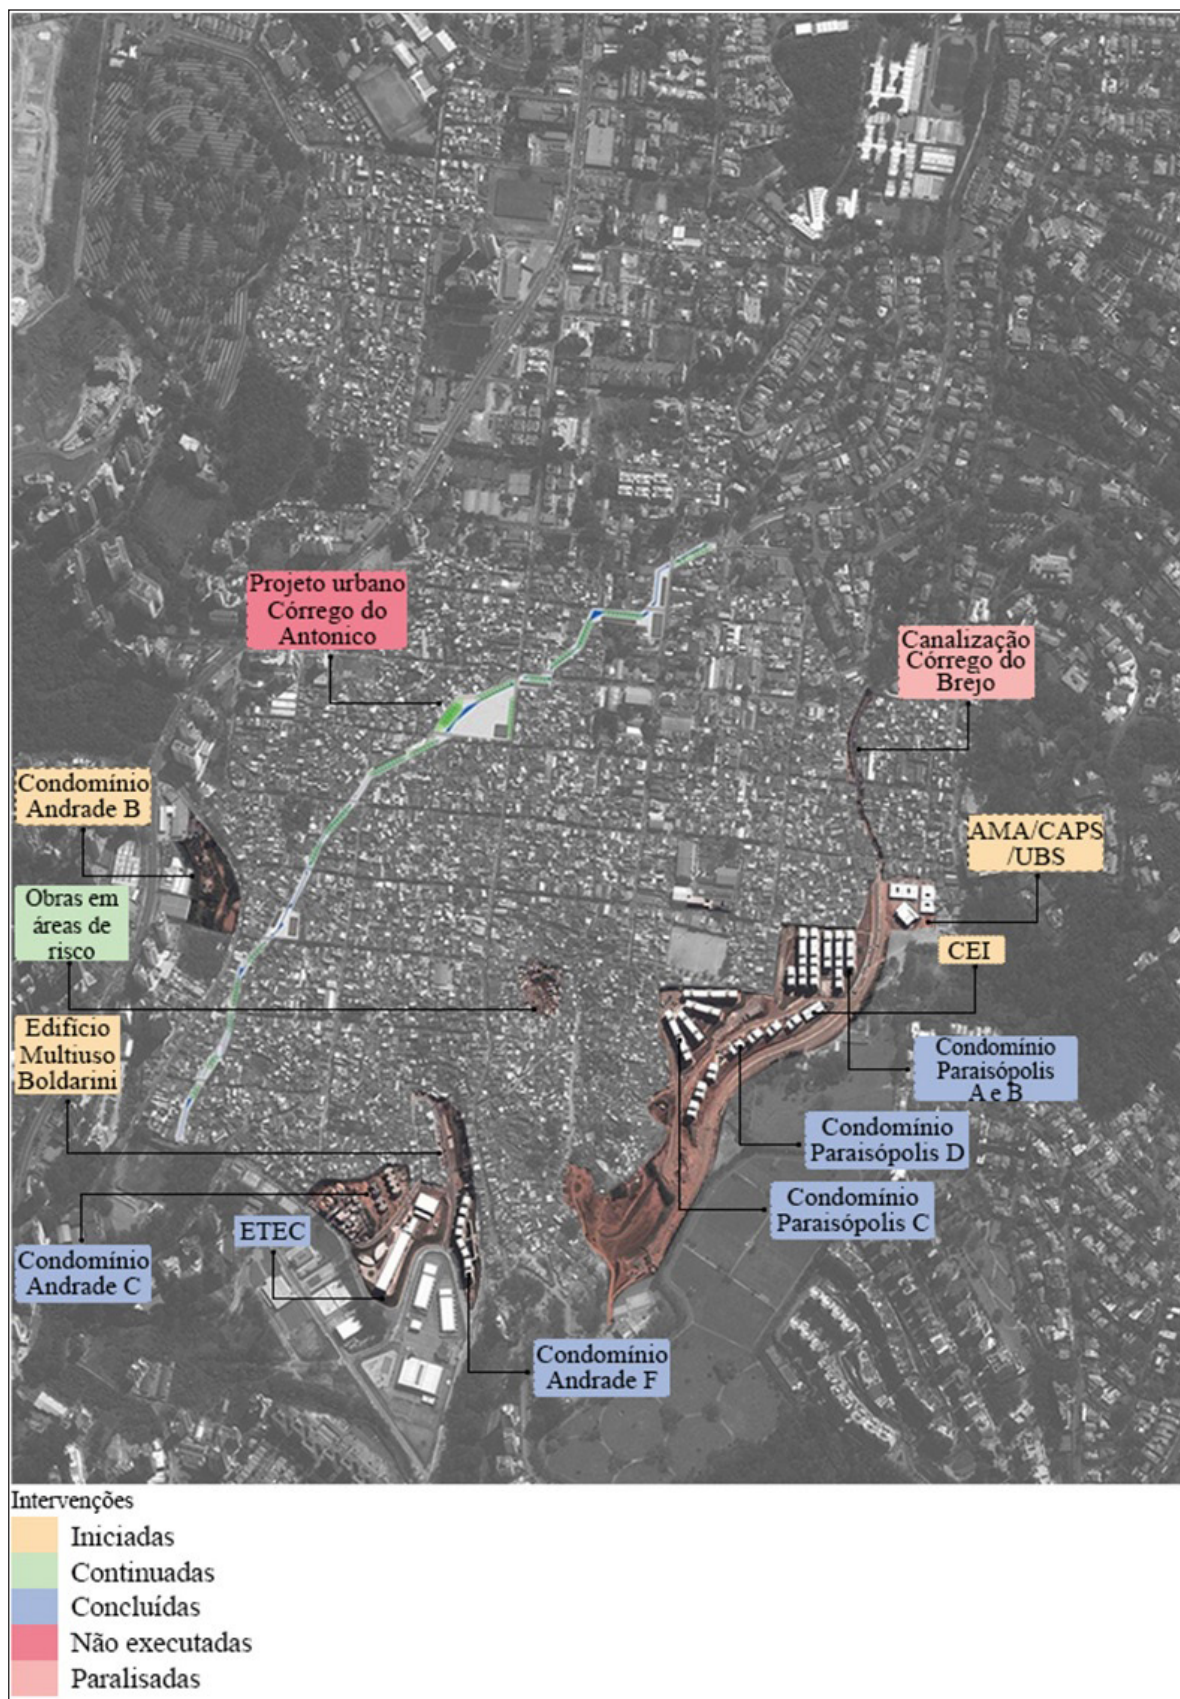 Projeto urbano
Córrego do
Antonico
Canalização
Córrego do
Brejo
Condomínio
Andrade B
AMA/CAPS
/UBS
Obras em
áreas de
risco
CEI
Edifício
Multiuso
Boldarini
Condomínio
Paraisópolis
A e B
Condomínio
Paraisópolis D
Condomínio
Paraisópolis C
ETEC
Condomínio
Andrade C
Condomínio
Andrade F
Intervenções
Iniciadas
Continuadas
Concluídas
Não executadas
Paralisadas